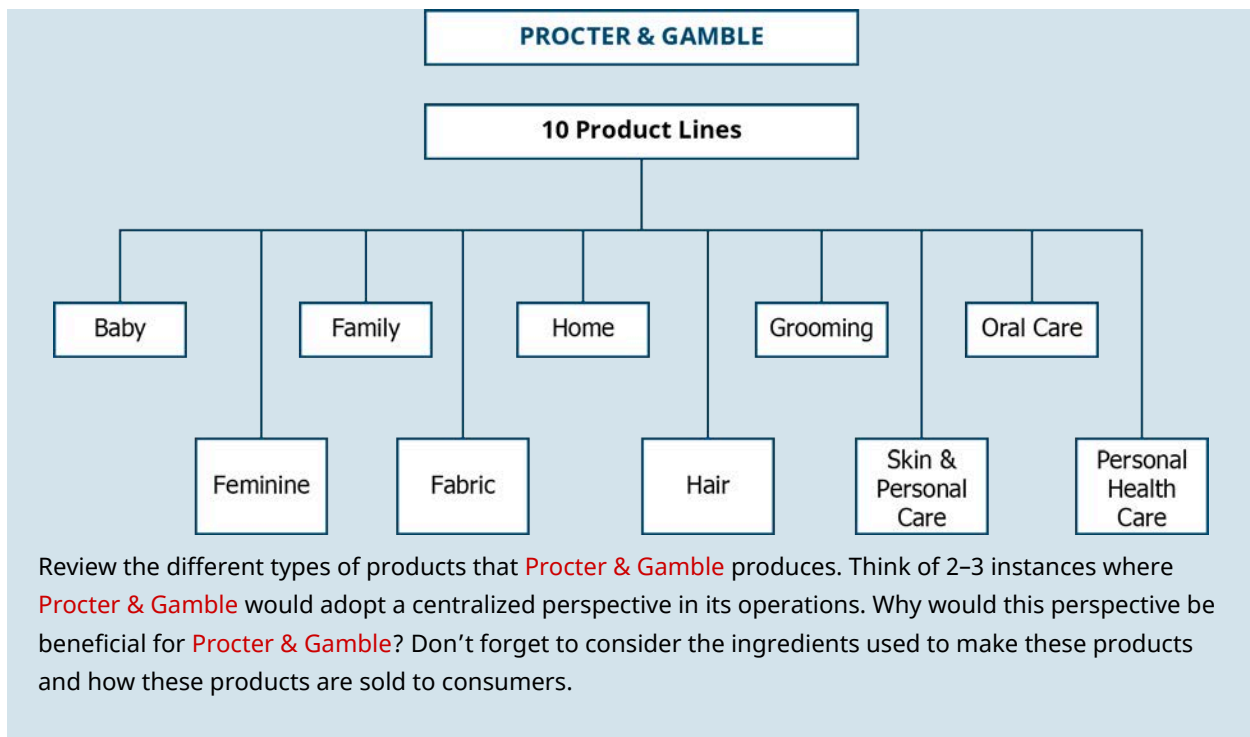 PROCTER & GAMBLE
10 Product Lines
Baby
Family
Home
Grooming
Oral Care
Feminine
Fabric
Hair
Skin &
Personal
Care
Personal
Health
Care
Review the different types of products that Procter & Gamble produces. Think of 2–3 instances where
Procter & Gamble would adopt a centralized perspective in its operations. Why would this perspective be
beneficial for Procter & Gamble? Don’t forget to consider the ingredients used to make these products
and how these products are sold to consumers.